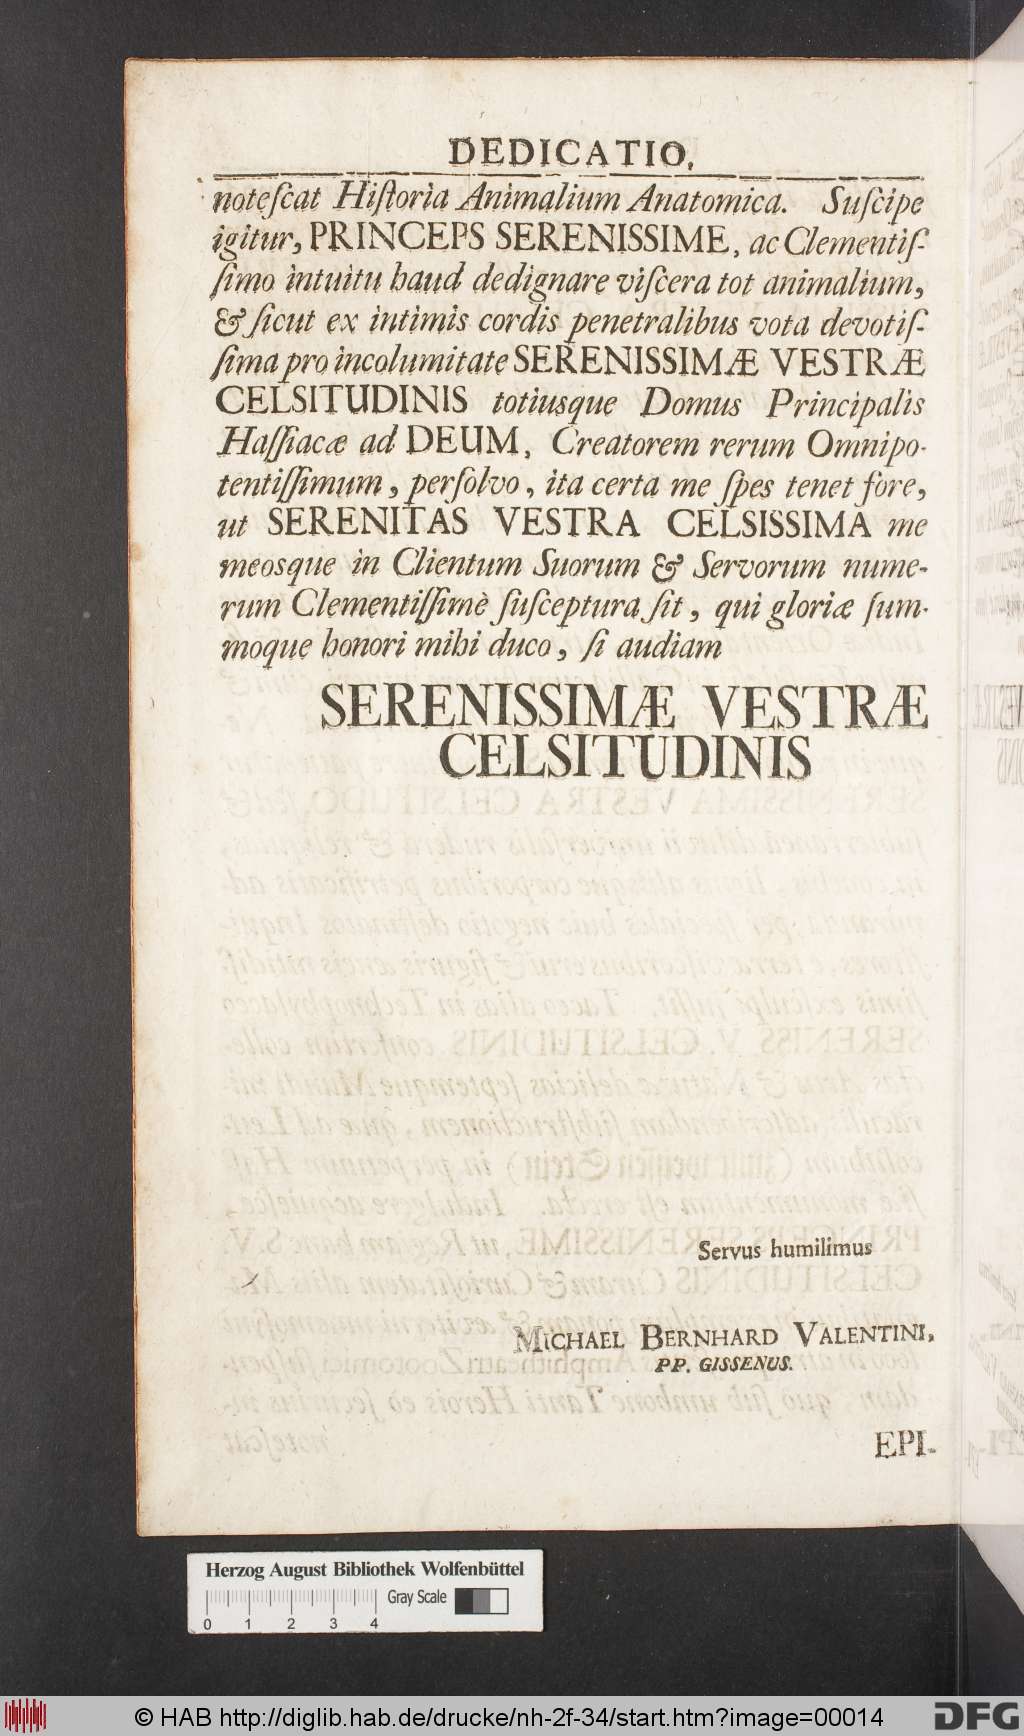 DEDICATIO,
noteſcat Hiſtoria Animalium Anatomica. Suſcipe
igitur, PRINCEPS SERENISSIME, ac Clementiſ-
ſimo intuitu haud dedignare viſcera tot animalium,
& ſicut ex intimis cordis penetralibus vota devotiſ-
ſima pro incolumitate SERENISSIMÆ VESTRÆ
CELSITUDINIS totiusque Domus Principalis
Haſſiacæ ad DEUM, Creatorem rerum Omnipo-
tentiſſimum, perſolvo, ita certa me ſpes tenet fore,
ut SERENITAS VESTRA CELSISSIMA me
meosque in Clientum Suorum & Servorum nume-
rum Clementiſſimè ſuſceptura ſit, qui gloriæ ſum-
moque honori mihi duco, ſi audiam
SERENISSIMÆ VESTRÆ
CELSITUDINIS
Servus humilimus
MICHAEL BERNHARD VALENTINI,
PP. GISSENUS.
EPI-
Herzog August Bibliothek Wolfenbüttel
Gray Scale
0 1 2 3 4
© HAB http://diglib.hab.de/drucke/nh-2f-34/start.htm?image=00014
DFG